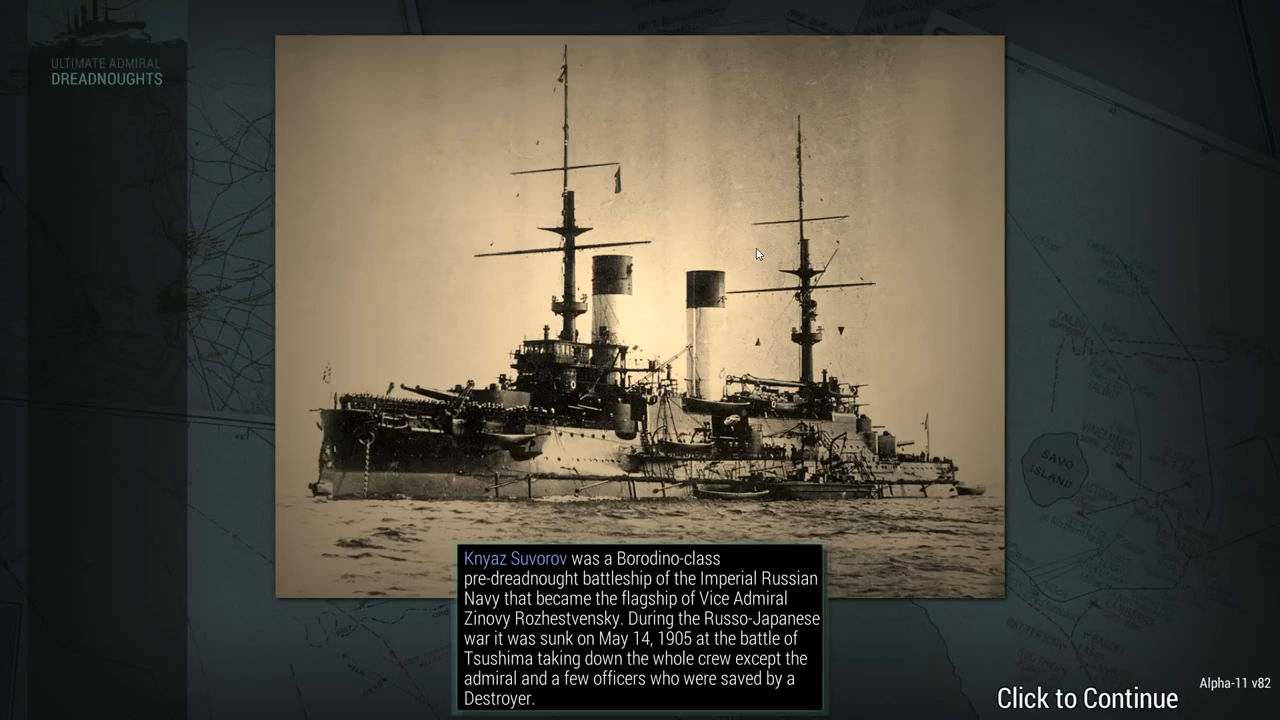 ULTIMATE ADMIRAL
DREADNOUGHTS
SAVO
ISLAND
Knyaz Suvorov was a Borodino-class
pre-dreadnought battleship of the Imperial Russian
Navy that became the flagship of Vice Admiral
Zinovy Rozhestvensky. During the Russo-Japanese
war it was sunk on May 14, 1905 at the battle of
Tsushima taking down the whole crew except the
admiral and a few officers who were saved by a
Destroyer.
Alpha-11 v82
Click to Continue